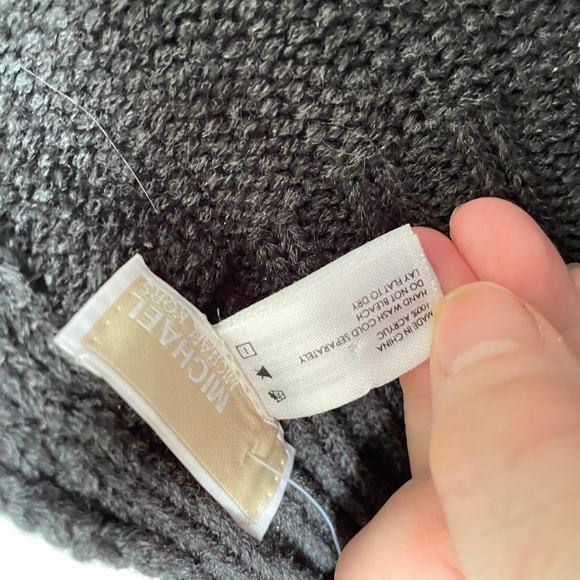 MICHAEL
MICHAEL KORS
MADE IN CHINA
100% ACRYLIC
HAND WASH COLD SEPARATELY
DO NOT BLEACH
LAY FLAT TO DRY